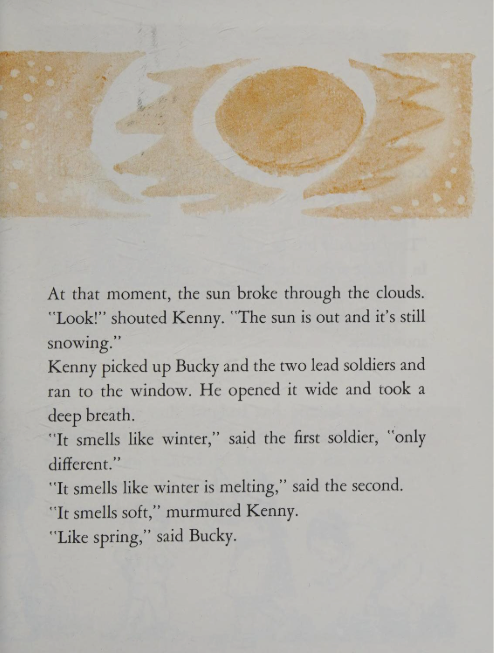 At that moment, the sun broke through the clouds.
"Look!" shouted Kenny. "The sun is out and it's still
snowing."
Kenny picked up Bucky and the two lead soldiers and
ran to the window. He opened it wide and took a
deep breath.
"It smells like winter," said the first soldier, "only
different."
"It smells like winter is melting," said the second.
"It smells soft," murmured Kenny.
"Like spring," said Bucky.